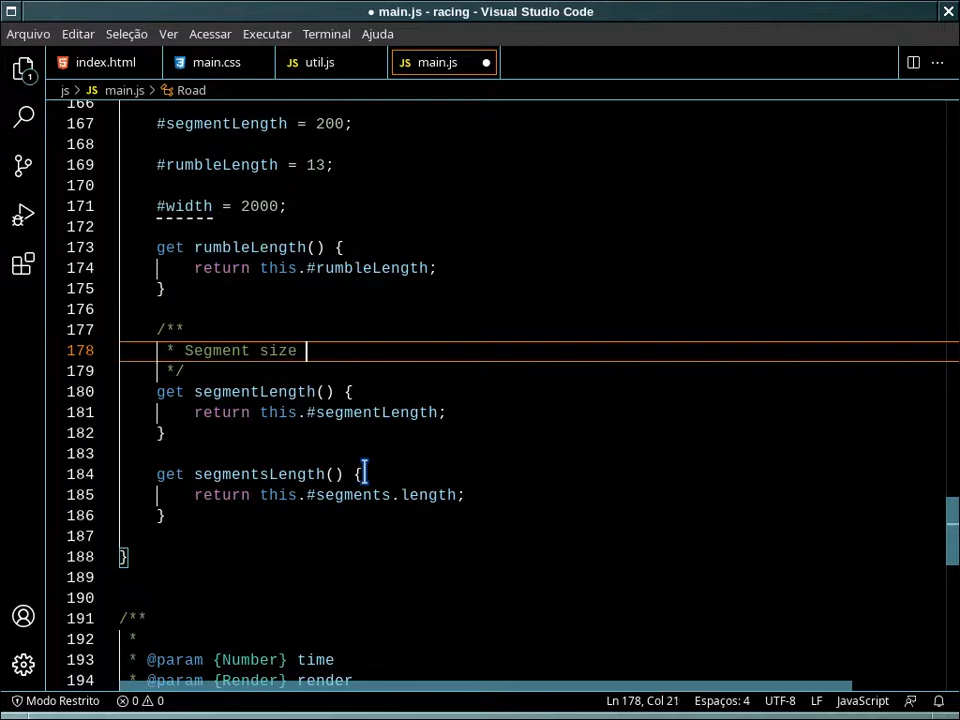 ● main.js - racing - Visual Studio Code
Arquivo Editar Seleção Ver Acessar Executar Terminal Ajuda
1 index.html main.css JS util.js JS main.js ●
js > JS main.js > Road
166
167 #segmentLength = 200;
168
169 #rumbleLength = 13;
170
171 #width = 2000;
172
173 get rumbleLength() {
174 return this.#rumbleLength;
175 }
176
177 /**
178 * Segment size
179 */
180 get segmentLength() {
181 return this.#segmentLength;
182 }
183
184 get segmentsLength() {
185 return this.#segments.length;
186 }
187
188 }
189
190
191 /**
192 *
193 * @param {Number} time
194 * @param {Render} render
Modo Restrito 0 0 Ln 178, Col 21 Espaços: 4 UTF-8 LF JavaScript